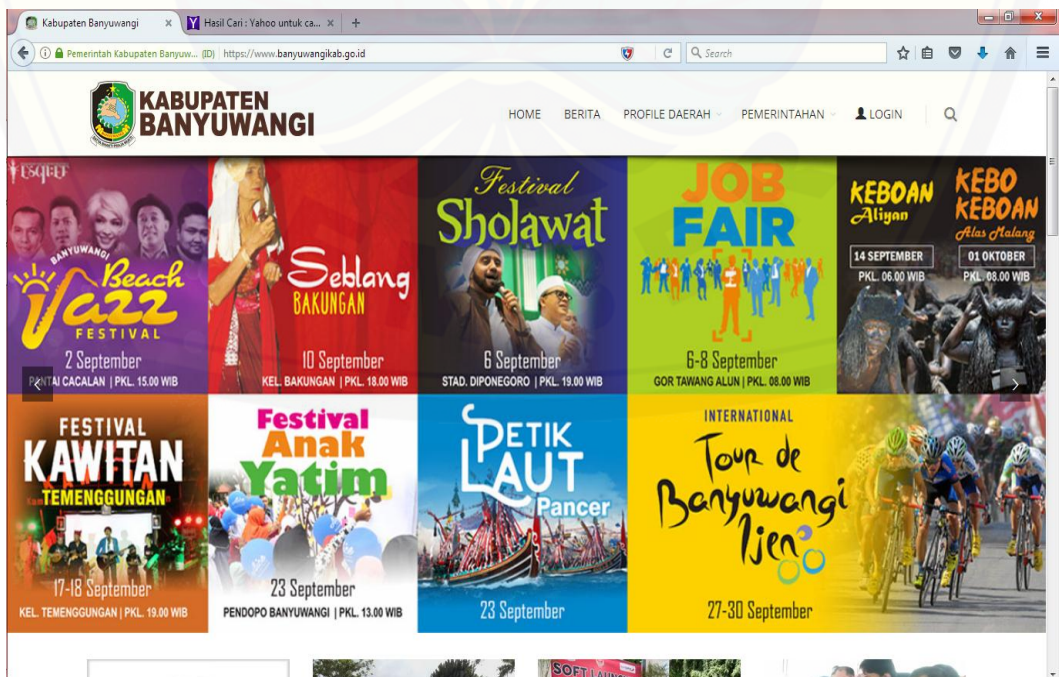 Kabupaten Banyuwangi
Hasil Cari : Yahoo untuk ca...
Pemerintah Kabupaten Banyuw... (ID)
https://www.banyuwangikab.go.id
Search
KABUPATEN
BANYUWANGI
HOME
BERITA
PROFILE DAERAH
PEMERINTAHAN
LOGIN
ESQI:EF
BANYUWANGI
Beach
Jazz
FESTIVAL
2 September
PANTAI CACALAN | PKL. 15.00 WIB
Seblang
BAKUNGAN
10 September
KEL. BAKUNGAN | PKL. 18.00 WIB
Festival
Sholawat
6 September
STAD. DIPONEGORO | PKL. 19.00 WIB
JOB
FAIR
6-8 September
GOR TAWANG ALUN | PKL. 08.00 WIB
KEBOAN
Aliyan
14 SEPTEMBER
PKL. 06.00 WIB
KEBO
KEBOAN
Alas Malang
01 OKTOBER
PKL. 08.00 WIB
FESTIVAL
KAWITAN
TEMENGGUNGAN
17-18 September
KEL. TEMENGGUNGAN | PKL. 19.00 WIB
Festival
Anak
Yatim
23 September
PENDOPO BANYUWANGI | PKL. 13.00 WIB
PETIK
LAUT
Pancer
23 September
INTERNATIONAL
Tour de
Banyuwangi
Ijen
27-30 September